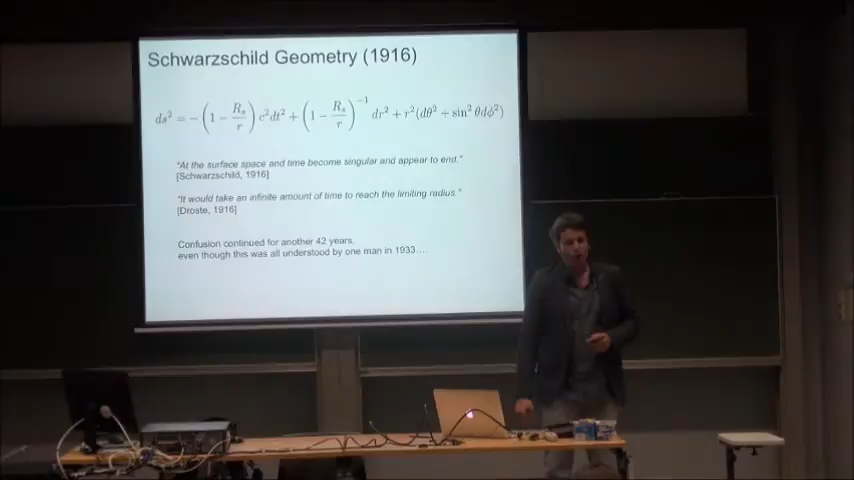 Schwarzschild Geometry (1916)
ds² = −(1 − R_s/r) c²dt² + (1 − R_s/r)⁻¹ dr² + r²(dθ² + sin² θdϕ²)
"At the surface space and time become singular and appear to end."
[Schwarzschild, 1916]
"It would take an infinite amount of time to reach the limiting radius."
[Droste, 1916]
Confusion continued for another 42 years.
even though this was all understood by one man in 1933....